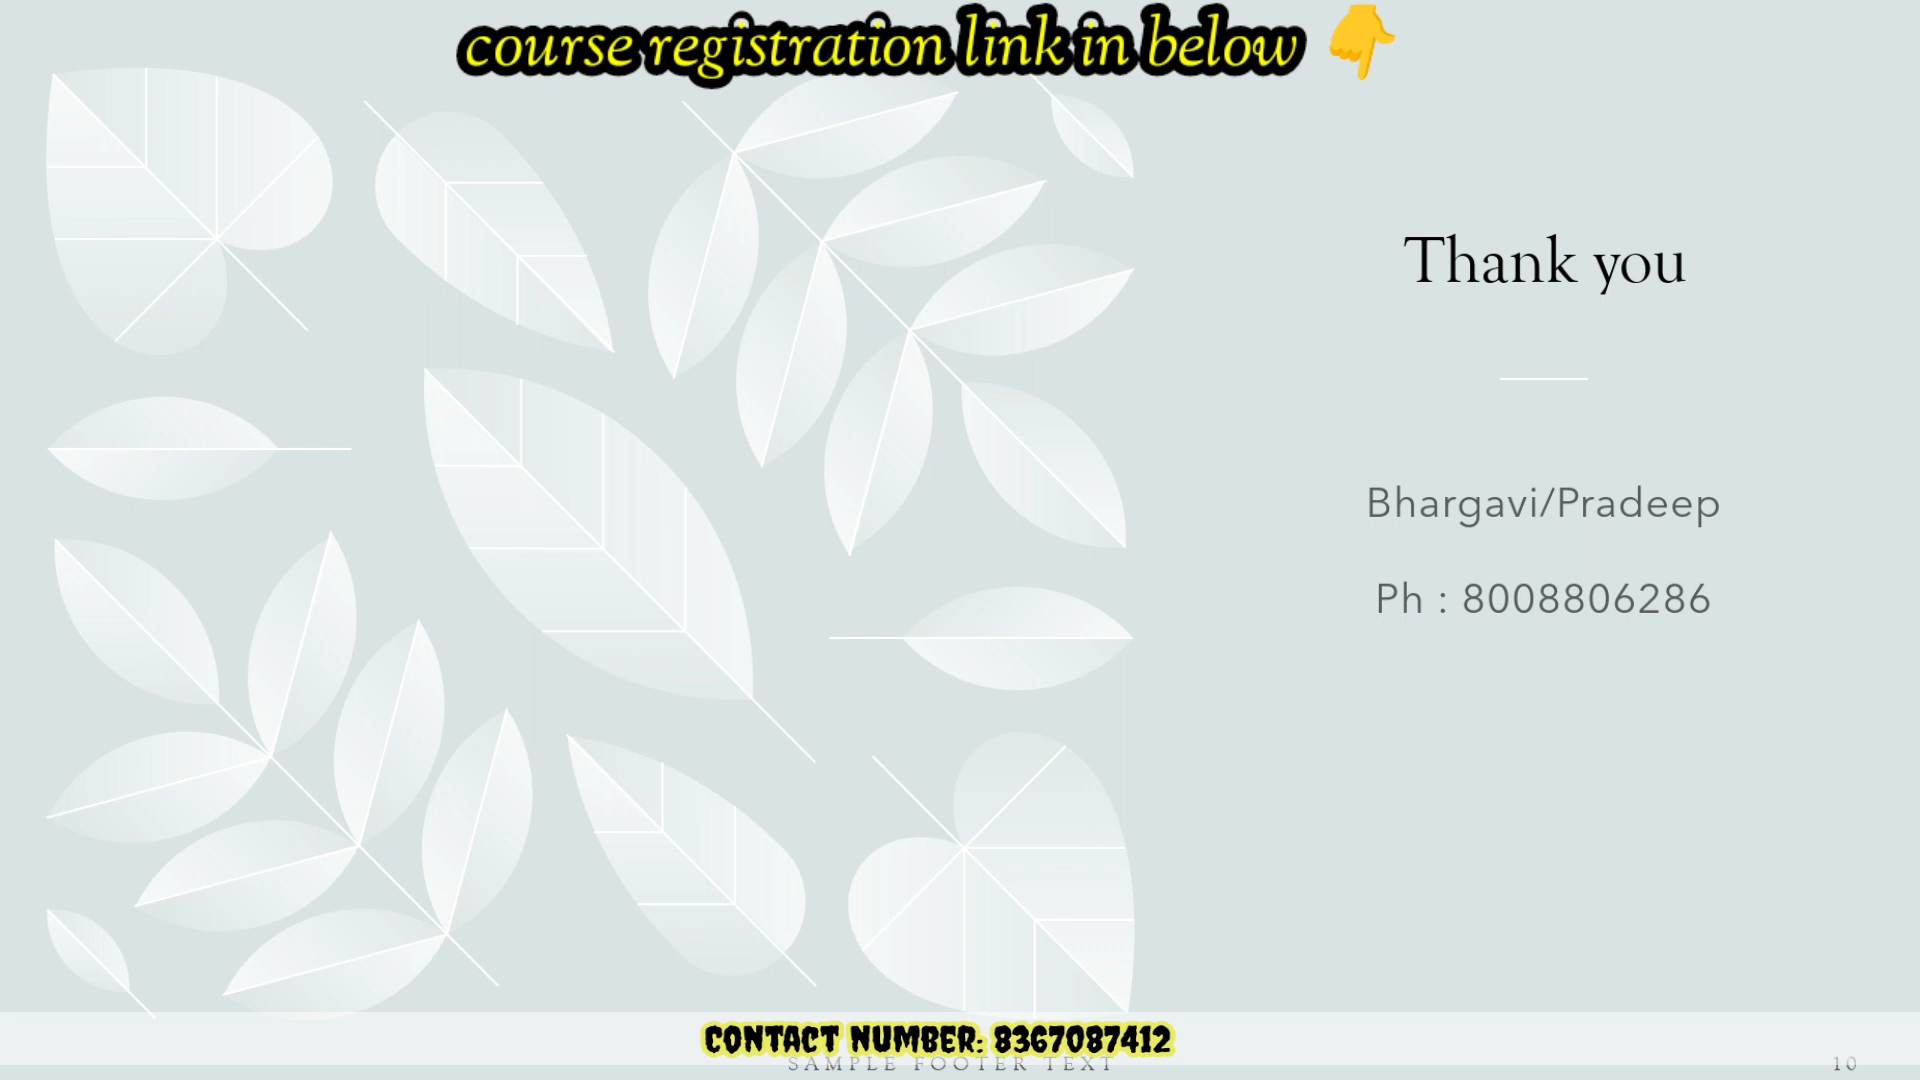 course registration link in below 👇
Thank you
Bhargavi/Pradeep
Ph : 8008806286
CONTACT NUMBER: 8367087412
SAMPLE FOOTER TEXT
10